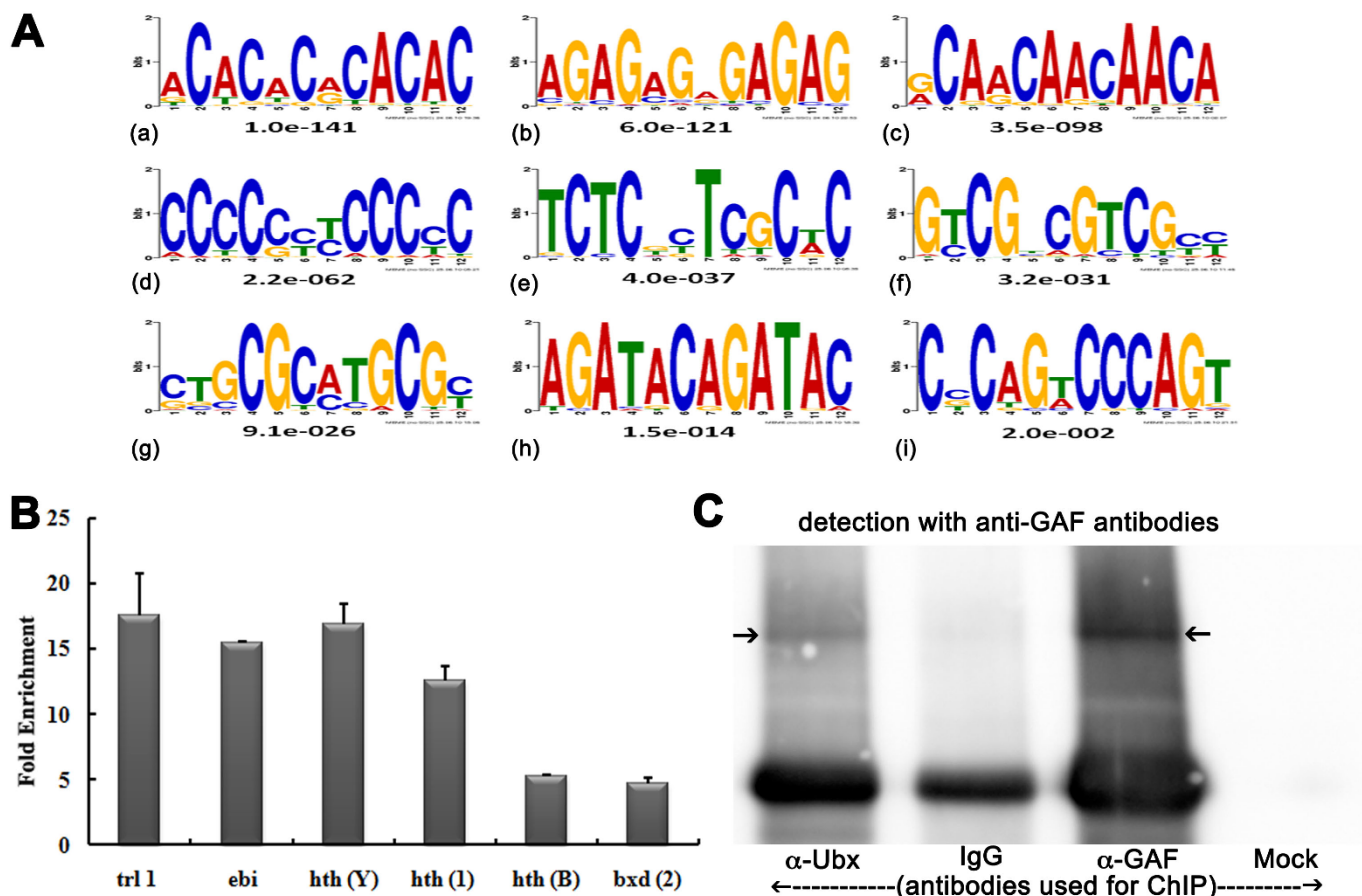 A
(a) 1.0e-141
(b) 6.0e-121
(c) 3.5e-098
(d) 2.2e-062
(e) 4.0e-037
(f) 3.2e-031
(g) 9.1e-026
(h) 1.5e-014
(i) 2.0e-002
B
Fold Enrichment
25
20
15
10
5
0
trl 1 ebi hth (Y) hth (1) hth (B) bxd (2)
C
detection with anti-GAF antibodies
α-Ubx IgG α-GAF Mock
(antibodies used for ChIP)